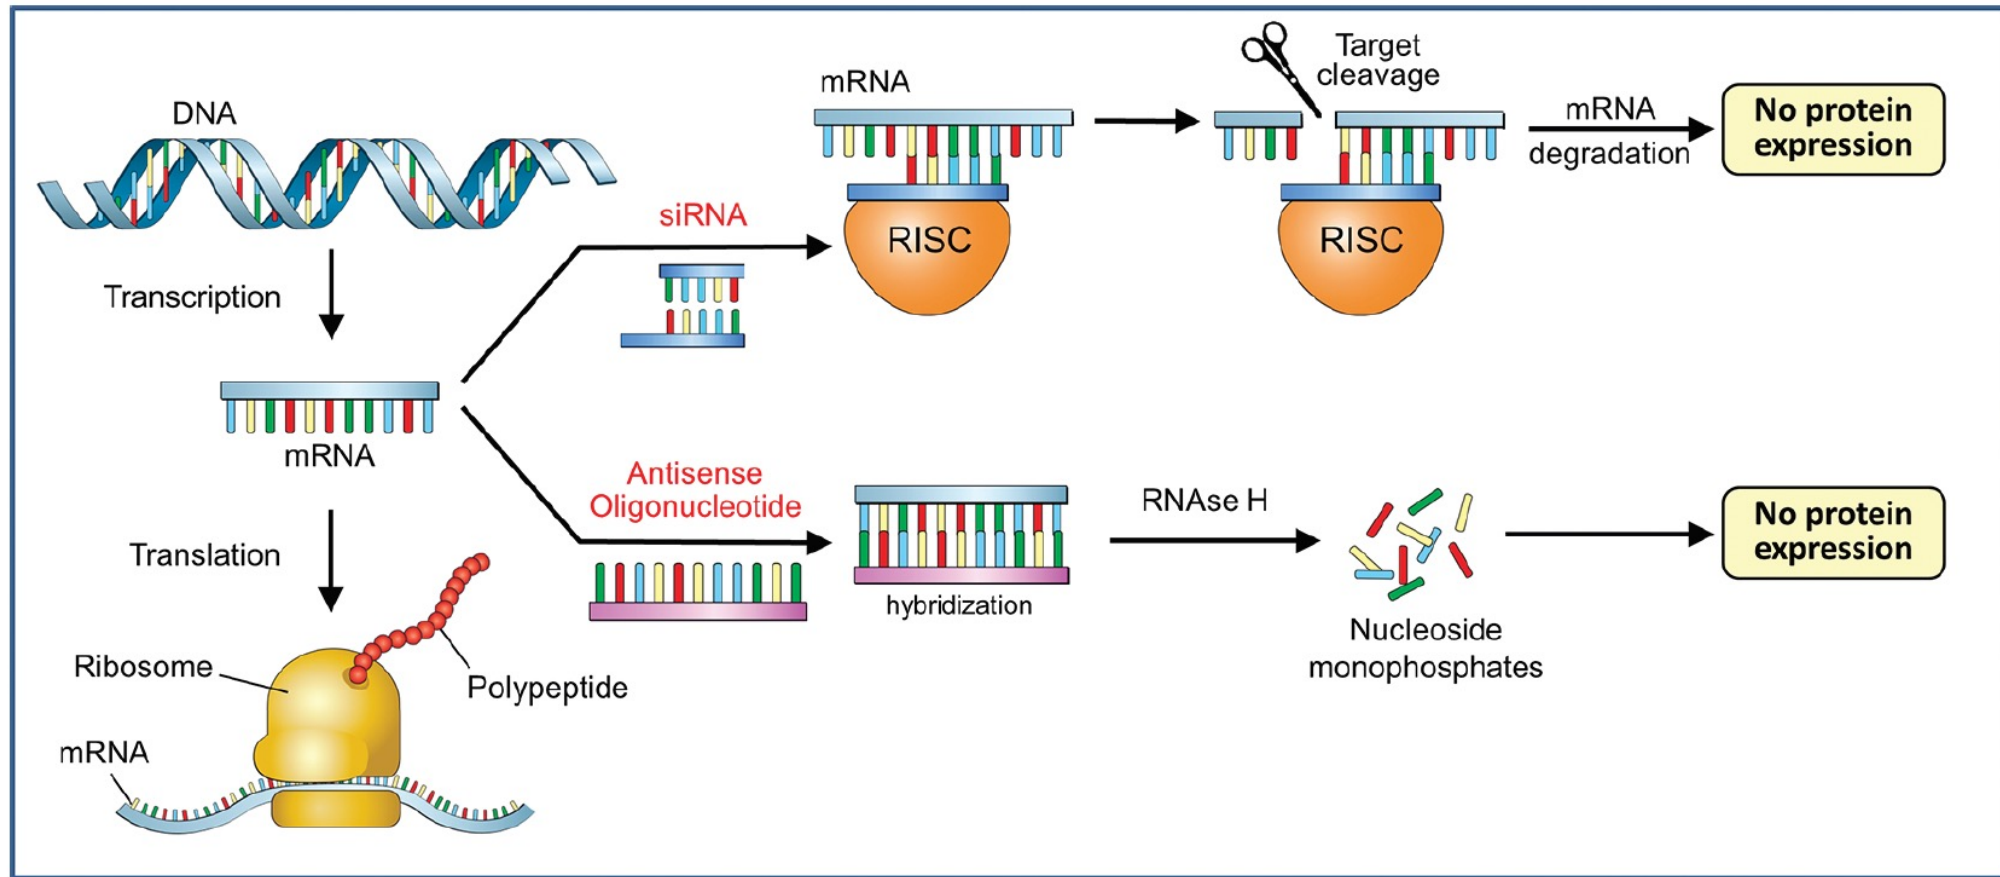 DNA
Transcription
mRNA
Translation
Ribosome
Polypeptide
mRNA
siRNA
mRNA
RISC
Target
cleavage
RISC
mRNA
degradation
No protein
expression
Antisense
Oligonucleotide
hybridization
RNAse H
Nucleoside
monophosphates
No protein
expression